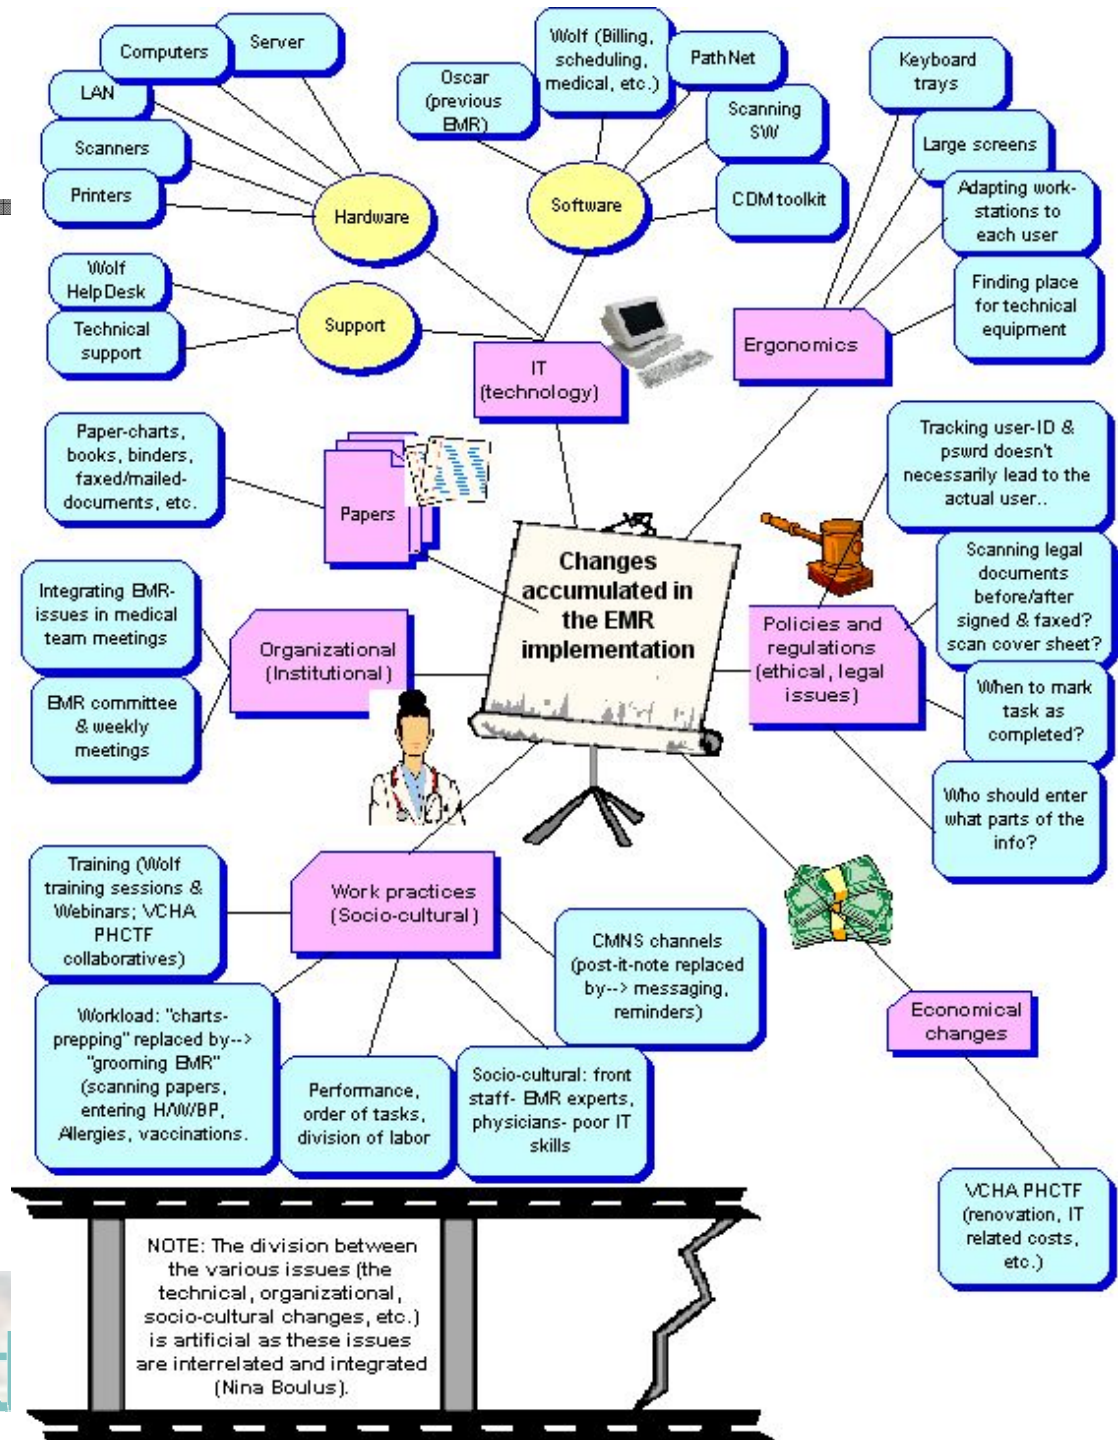 Server
Computers
LAN
Scanners
Printers
Hardware
Wolf (Billing,
scheduling,
medical, etc.)
Oscar
(previous
EMR)
PathNet
Scanning
SW
CDM toolkit
Software
Keyboard
trays
Large screens
Adapting work-
stations to
each user
Finding place
for technical
equipment
Ergonomics
Wolf
HelpDesk
Technical
support
Support
IT
(technology)
Paper-charts,
books, binders,
faxed/mailed-
documents, etc.
Papers
Tracking user-ID &
pswrd doesn't
necessarily lead to the
actual user..
Scanning legal
documents
before/after
signed & faxed?
scan cover sheet?
When to mark
task as
completed?
Who should enter
what parts of the
info?
Policies and
regulations
(ethical, legal
issues)
Changes
accumulated in
the EMR
implementation
Integrating EMR-
issues in medical
team meetings
EMR committee
& weekly
meetings
Organizational
(Institutional)
Work practices
(Socio-cultural)
Training (Wolf
training sessions &
Webinars; VCHA
PHCTF
collaboratives)
Workload: "charts-
prepping" replaced by-->
"grooming EMR"
(scanning papers,
entering H/W/BP,
Allergies, vaccinations.
Performance,
order of tasks,
division of labor
Socio-cultural: front
staff- EMR experts,
physicians- poor IT
skills
CMNS channels
(post-it-note replaced
by--> messaging,
reminders)
Economical
changes
VCHA PHCTF
(renovation, IT
related costs,
etc.)
NOTE: The division between
the various issues (the
technical, organizational,
socio-cultural changes, etc.)
is artificial as these issues
are interrelated and integrated
(Nina Boulus).